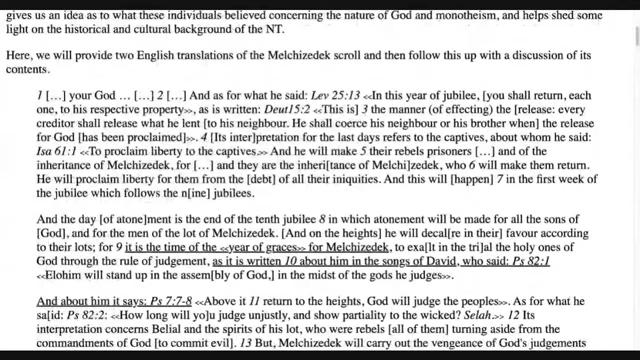 gives us an idea as to what these individuals believed concerning the nature of God and monotheism, and helps shed some
light on the historical and cultural background of the NT.
Here, we will provide two English translations of the Melchizedek scroll and then follow this up with a discussion of its
contents.
1 […] your God … […] 2 […] And as for what he said: Lev 25:13 «In this year of jubilee, [you shall return, each
one, to his respective property», as is written: Deut15:2 «This is] 3 the manner (of effecting) the [release: every
creditor shall release what he lent [to his neighbour. He shall coerce his neighbour or his brother when] the release
for God [has been proclaimed]». 4 [Its inter]pretation for the last days refers to the captives, about whom he said:
Isa 61:1 «To proclaim liberty to the captives.» And he will make 5 their rebels prisoners […] and of the
inheritance of Melchizedek, for […] and they are the inheri[tance of Melchi]zedek, who 6 will make them return.
He will proclaim liberty for them from the [debt] of all their iniquities. And this will [happen] 7 in the first week of
the jubilee which follows the n[ine] jubilees.
And the day [of atone]ment is the end of the tenth jubilee 8 in which atonement will be made for all the sons of
[God], and for the men of the lot of Melchizedek. [And on the heights] he will decal[re in their] favour according
to their lots; for 9 it is the time of the «year of graces» for Melchizedek, to exa[lt in the tri]al the holy ones of
God through the rule of judgement, as it is written 10 about him in the songs of David, who said: Ps 82:1
«Elohim will stand up in the assem[bly of God,] in the midst of the gods he judges».
And about him it says: Ps 7:7-8 «Above it 11 return to the heights, God will judge the peoples». As for what he
sa[id: Ps 82:2: «How long will yo]u judge unjustly, and show partiality to the wicked? Selah.» 12 Its
interpretation concerns Belial and the spirits of his lot, who were rebels [all of them] turning aside from the
commandments of God [to commit evil]. 13 But, Melchizedek will carry out the vengeance of God's judgements